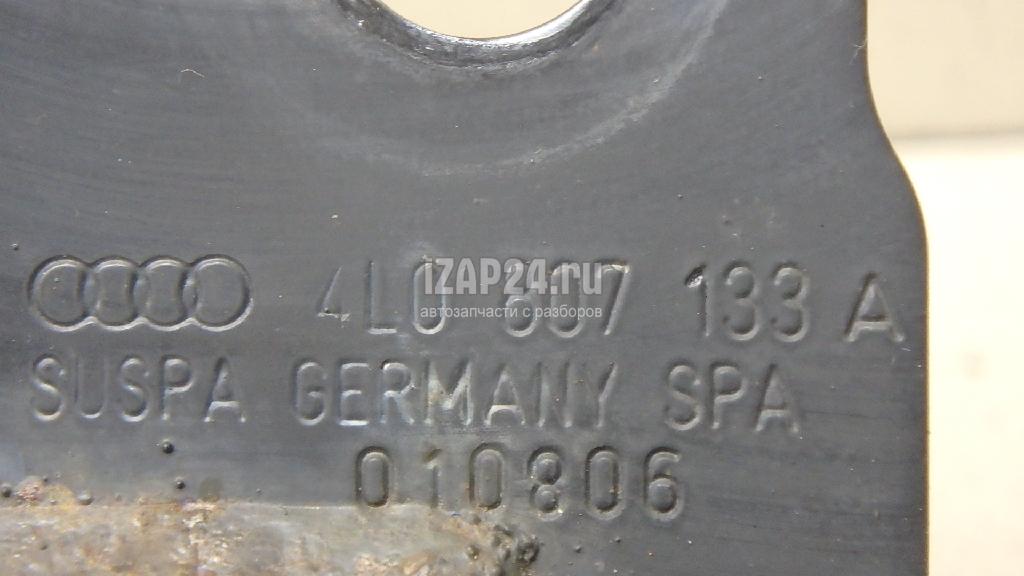 4L0 807 133 A
IZAP24.ru
автозапчасти с разборов
SUSPA GERMANY SPA
010806